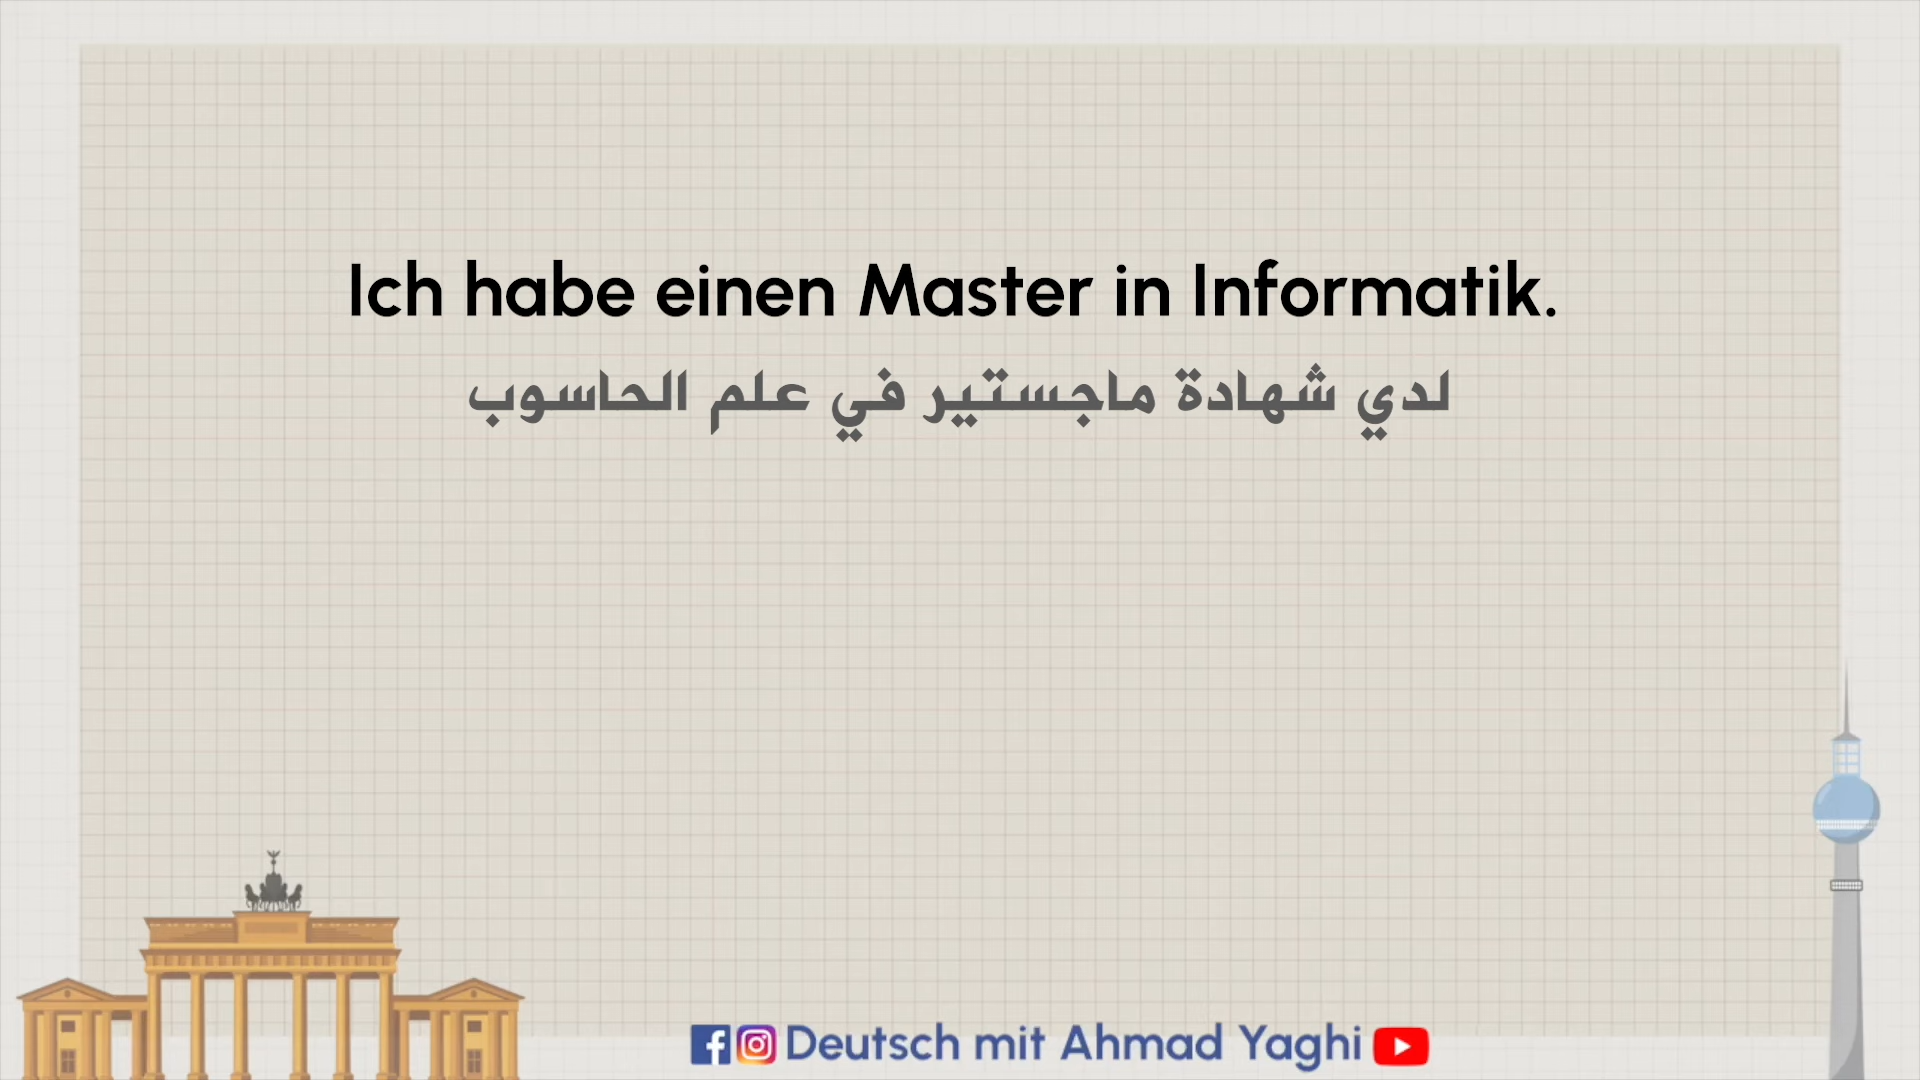 Ich habe einen Master in Informatik.
لدي شهادة ماجستير في علم الحاسوب
Deutsch mit Ahmad Yaghi